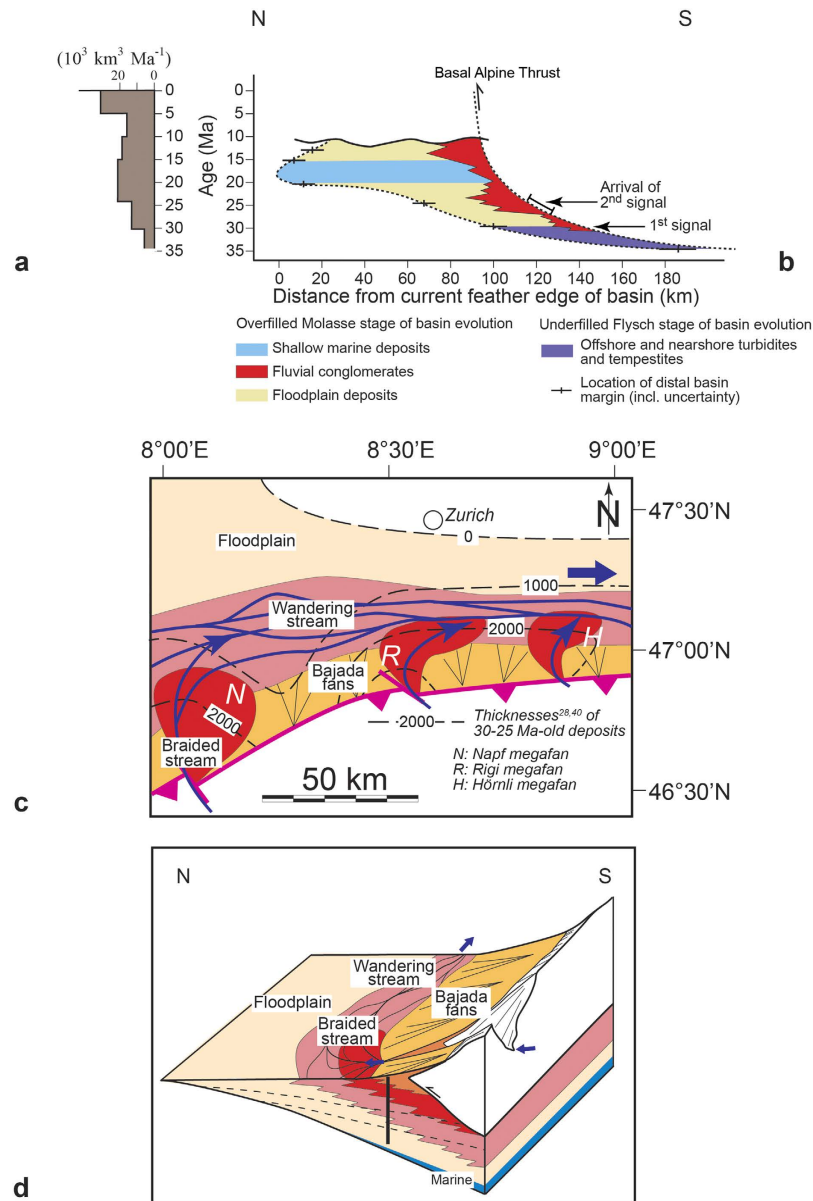 N
S
(10³ km³ Ma⁻¹)
20 0
0
5
10
15
20
25
30
35
a
Age (Ma)
0
5
10
15
20
25
30
35
Basal Alpine Thrust
Arrival of
2nd signal
1st signal
b
0 20 40 60 80 100 120 140 160 180
Distance from current feather edge of basin (km)
Overfilled Molasse stage of basin evolution
Shallow marine deposits
Fluvial conglomerates
Floodplain deposits
Underfilled Flysch stage of basin evolution
Offshore and nearshore turbidites
and tempestites
Location of distal basin
margin (incl. uncertainty)
8°00'E 8°30'E 9°00'E
N
47°30'N
Zurich
0
Floodplain
1000
Wandering
stream
2000
R
H
47°00'N
Bajada
fans
N
2000
Braided
stream
2000
Thicknesses28,40 of
30-25 Ma-old deposits
N: Napf megafan
R: Rigi megafan
H: Hörnli megafan
50 km
46°30'N
c
N
S
Wandering
stream
Floodplain
Bajada
fans
Braided
stream
Marine
d